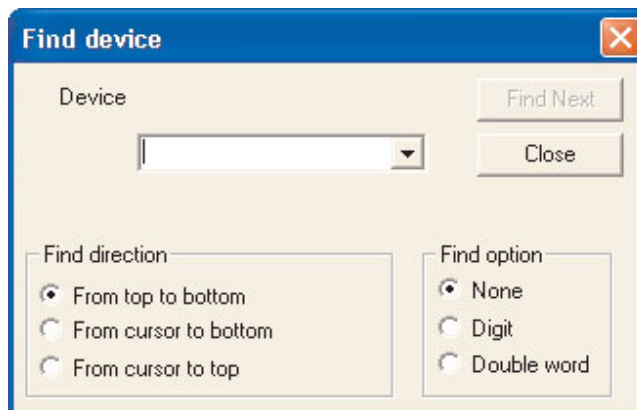 Find device
Device
Find Next
Close
Find direction
From top to bottom
From cursor to bottom
From cursor to top
Find option
None
Digit
Double word